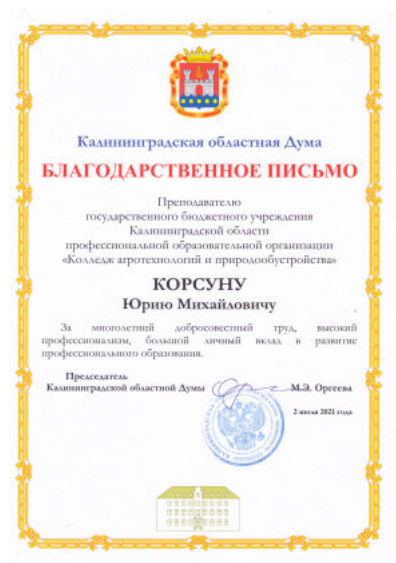 Калининградская областная Дума
БЛАГОДАРСТВЕННОЕ ПИСЬМО
Преподавателю
государственного бюджетного учреждения
Калининградской области
профессиональной образовательной организации
«Колледж агротехнологий и природообустройства»
КОРСУНУ
Юрию Михайловичу
За многолетний добросовестный труд, высокий
профессионализм, большой личный вклад в развитие
профессионального образования.
Председатель
Калининградской областной Думы М.Э. Оргеева
2 июля 2021 года